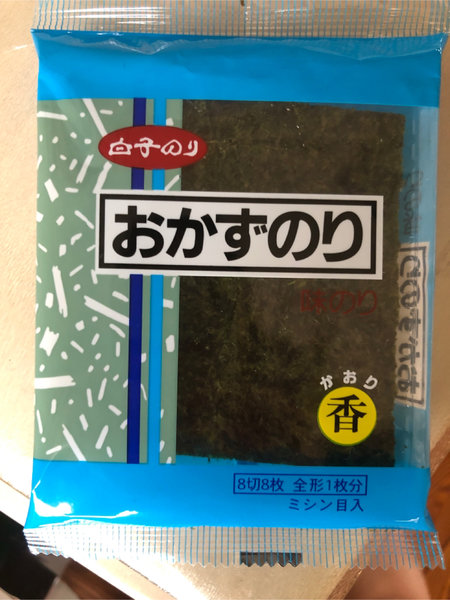 白子のり
おかずのり
味のり
かおり
香
8切8枚 全形1枚分
ミシン目入